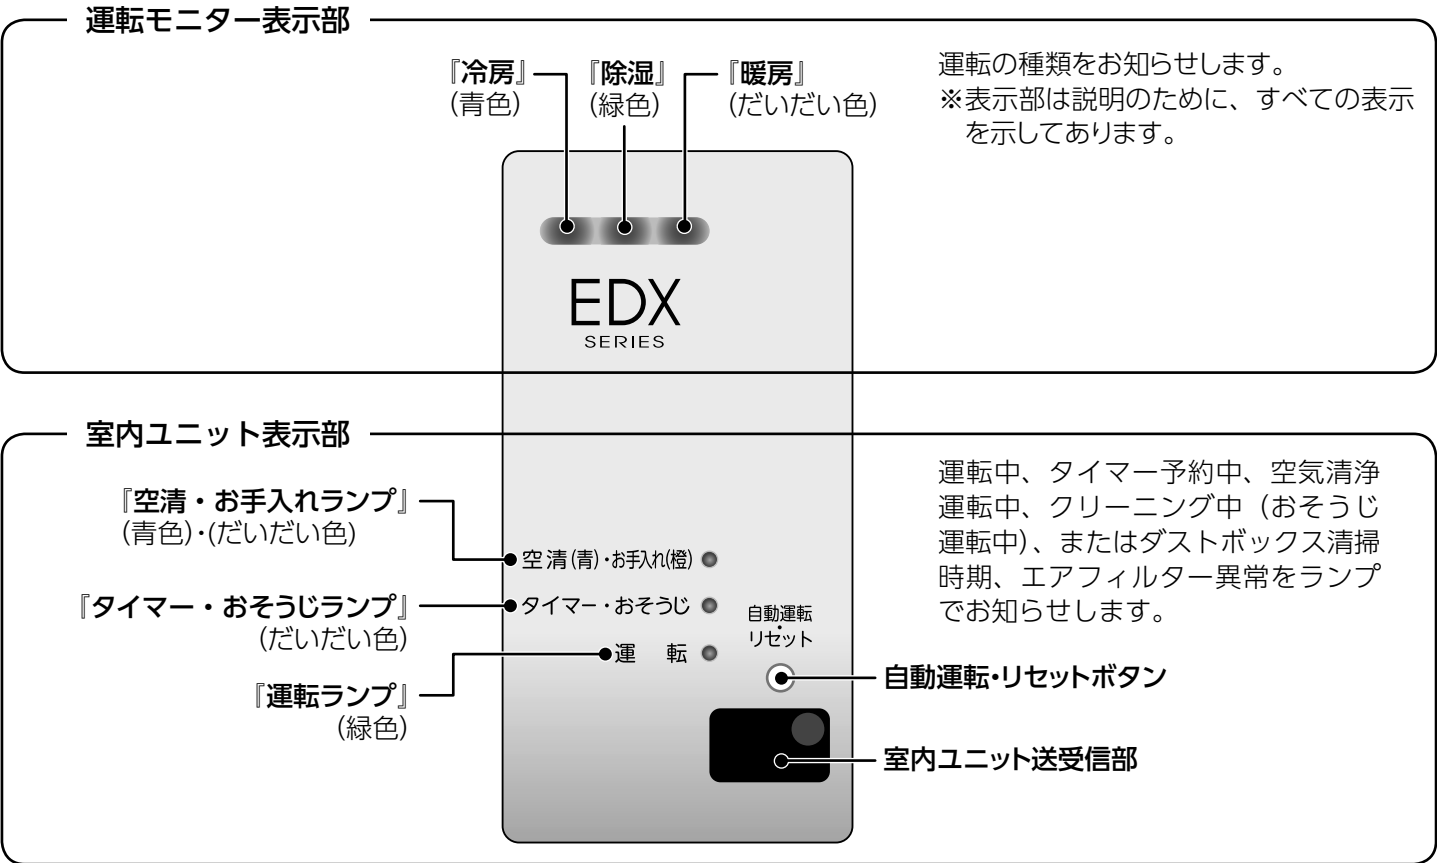 運転モニター表示部
『冷房』
(青色)
『除湿』
(緑色)
『暖房』
(だいだい色)
運転の種類をお知らせします。
※表示部は説明のために、すべての表示
を示してあります。
EDX
SERIES
室内ユニット表示部
『空清・お手入れランプ』
(青色)・(だいだい色)
『タイマー・おそうじランプ』
(だいだい色)
『運転ランプ』
(緑色)
空清(青)・お手入れ(橙)
タイマー・おそうじ
運 転
自動運転
・
リセット
運転中、タイマー予約中、空気清浄
運転中、クリーニング中(おそうじ
運転中)、またはダストボックス清掃
時期、エアフィルター異常をランプ
でお知らせします。
自動運転・リセットボタン
室内ユニット送受信部